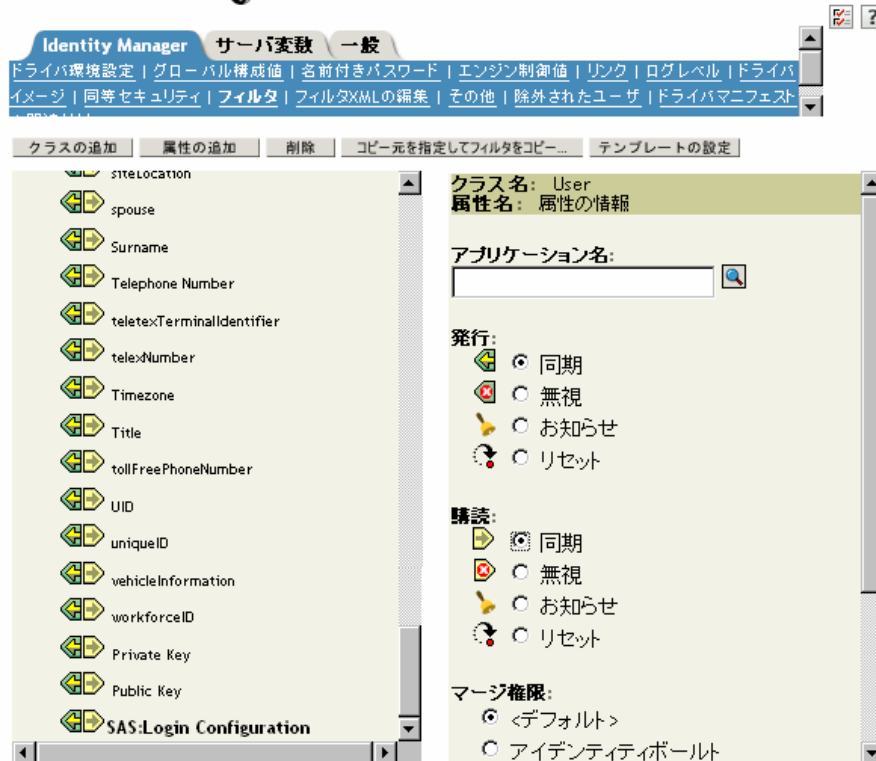 Identity Manager サーバ変数 一般
ドライバ環境設定 | グローバル構成値 | 名前付きパスワード | エンジン制御値 | リンク | ログレベル | ドライバ
イメージ | 同等セキュリティ | フィルタ | フィルタXMLの編集 | その他 | 除外されたユーザ | ドライバマニフェスト
クラスの追加 属性の追加 削除 コピー元を指定してフィルタをコピー... テンプレートの設定
siteLocation
spouse
Surname
Telephone Number
teletexTerminalIdentifier
telexNumber
Timezone
Title
tollFreePhoneNumber
UID
uniqueID
vehicleInformation
workforceID
Private Key
Public Key
SAS:Login Configuration
クラス名: User
属性名: 属性の情報
アプリケーション名:
発行:
同期
無視
お知らせ
リセット
購読:
同期
無視
お知らせ
リセット
マージ権限:
<デフォルト>
アイデンティティボールト